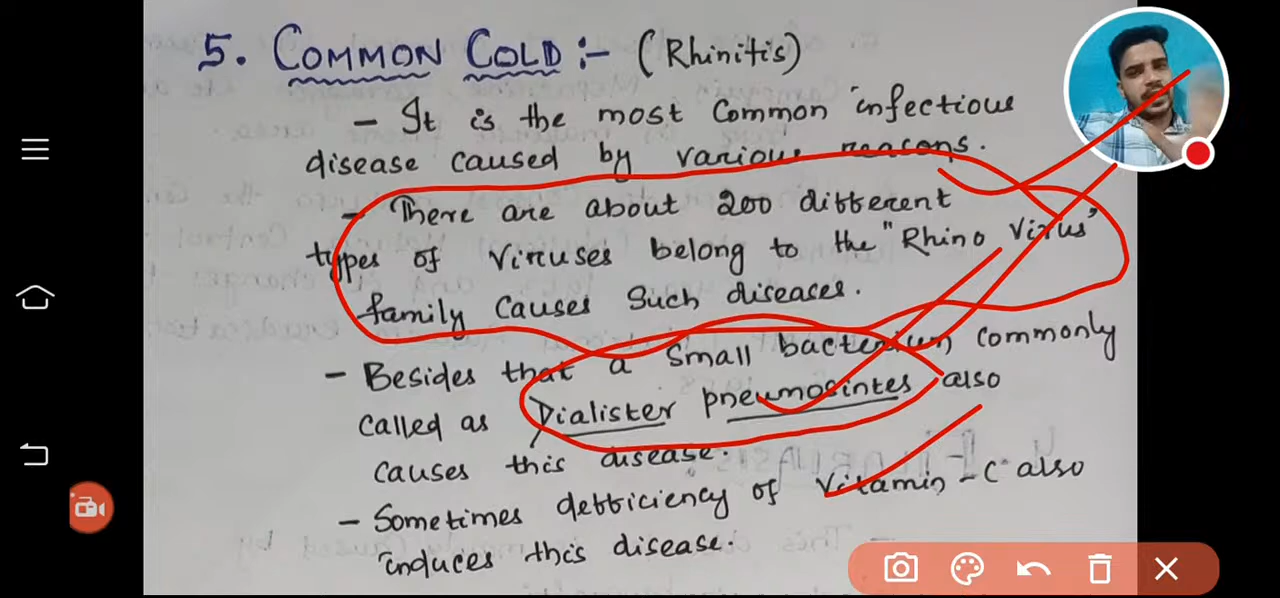 5. COMMON COLD :- (Rhinitis)
- It is the most common infectious
disease caused by various reasons.
- There are about 200 different
types of viruses belong to the "Rhino Virus"
family causes such diseases.
- Besides that a small bacterium commonly
called as Dialister pneumosintes also
causes this disease.
- Sometimes defficiency of Vitamin - C also
induces this disease.